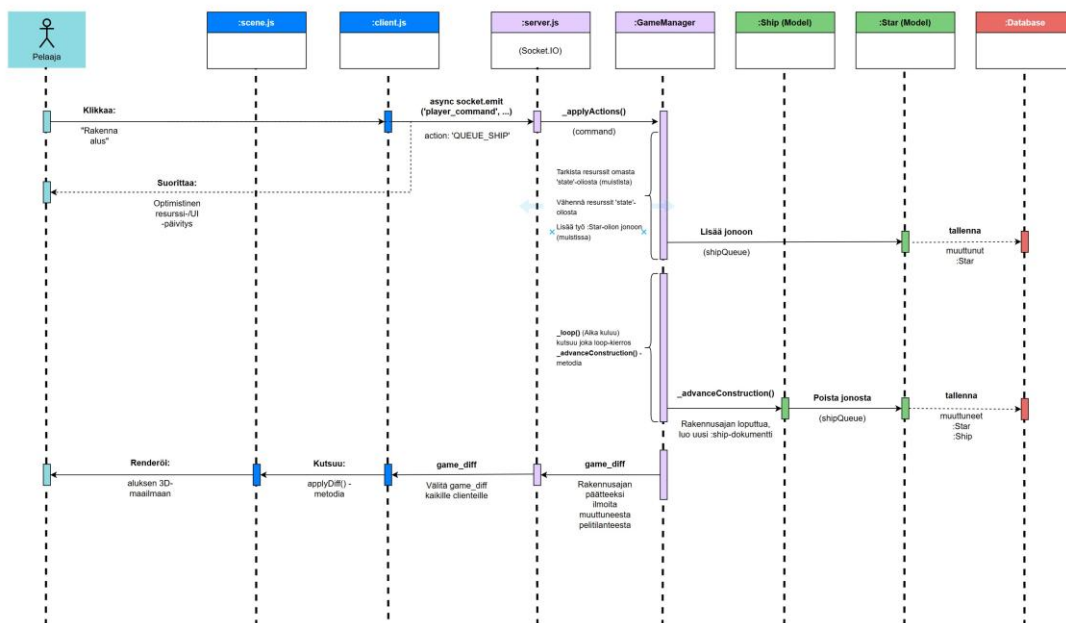 Pelaaja
:scene.js
:client.js
:server.js
(Socket.IO)
:GameManager
:Ship (Model)
:Star (Model)
:Database
Klikkaa:
"Rakenna
alus"
async socket.emit
('player_command', ...)
action: 'QUEUE_SHIP'
_applyActions()
(command)
Suorittaa:
Optimistinen
resurssi-/UI
-päivitys
Tarkista resurssit omasta
'state'-oliosta (muistista)
Vähennä resurssit 'state'-
oliosta
Lisää työ :Star-olion jonoon
(muistissa)
Lisää jonoon
(shipQueue)
tallenna
muuttunut
:Star
_loop() (Aika kuluu)
kutsuu joka loop-kierros
_advanceConstruction() -
metodia
_advanceConstruction()
Rakennusajan loputtua,
luo uusi :ship-dokumentti
Poista jonosta
(shipQueue)
tallenna
muuttuneet
:Star
:Ship
Renderöi:
aluksen 3D-
maailmaan
Kutsuu:
applyDiff() -
metodia
game_diff
Välitä game_diff
kaikille clienteille
game_diff
Rakennusajan
päätteeksi
ilmoita
muuttuneesta
pelitilanteesta